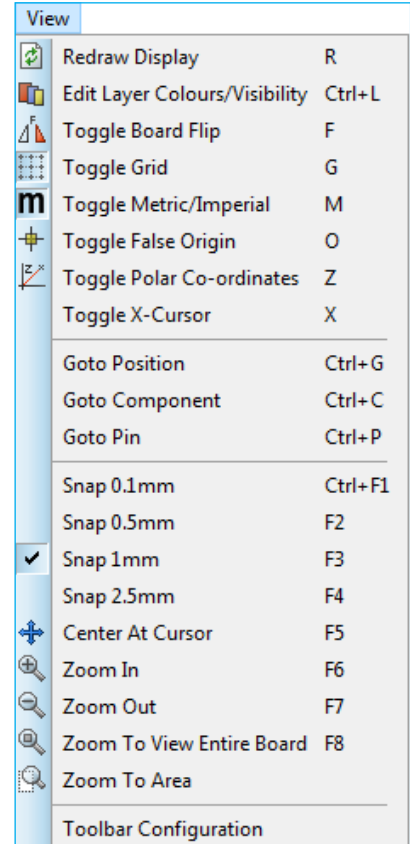 View
Redraw Display R
Edit Layer Colours/Visibility Ctrl+L
Toggle Board Flip F
Toggle Grid G
m Toggle Metric/Imperial M
Toggle False Origin O
Toggle Polar Co-ordinates Z
Toggle X-Cursor X
Goto Position Ctrl+G
Goto Component Ctrl+C
Goto Pin Ctrl+P
Snap 0.1mm Ctrl+F1
Snap 0.5mm F2
Snap 1mm F3
Snap 2.5mm F4
Center At Cursor F5
Zoom In F6
Zoom Out F7
Zoom To View Entire Board F8
Zoom To Area
Toolbar Configuration